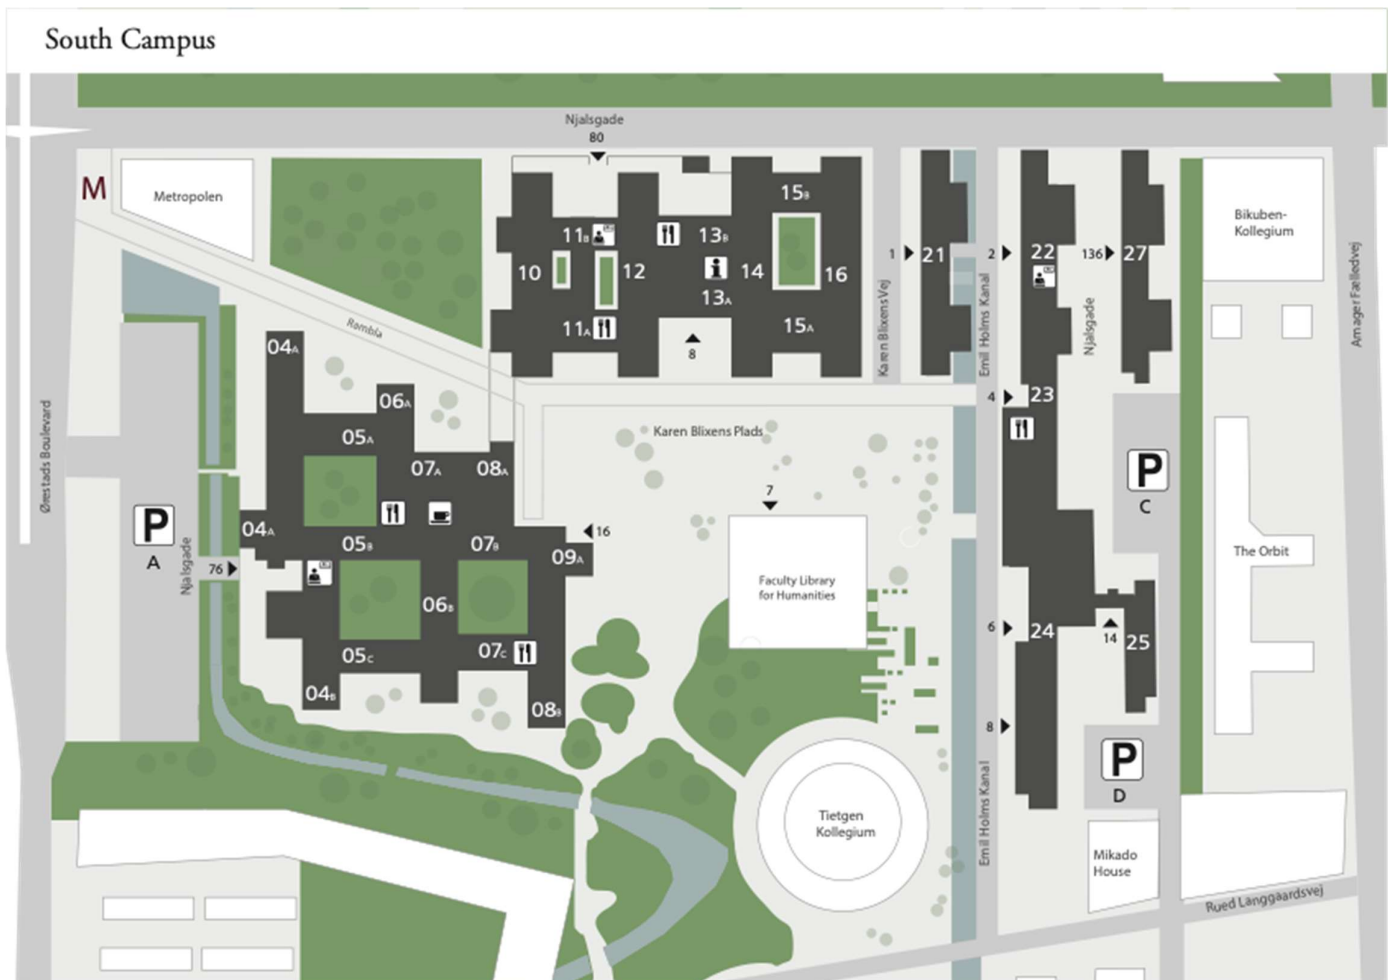 South Campus
Njalsgade
80
M
Metropolen
15B
11B
13B
Bikuben-
Kollegium
10
12
14
16
1
21
2
22
136
27
13A
11A
15A
8
Rambla
Karen Blixens Vej
Emil Holms Kanal
Njalsgade
Amager Fælledvej
04A
06A
4
23
05A
Karen Blixens Plads
07A
08A
Ørestads Boulevard
P
C
7
P
A
04A
16
05B
07B
09A
The Orbit
Njalsgade
76
Faculty Library
for Humanities
06B
6
24
14
25
05C
07C
04B
08B
8
P
D
Emil Holms Kanal
Tietgen
Kollegium
Mikado
House
Rued Langgaardsvej